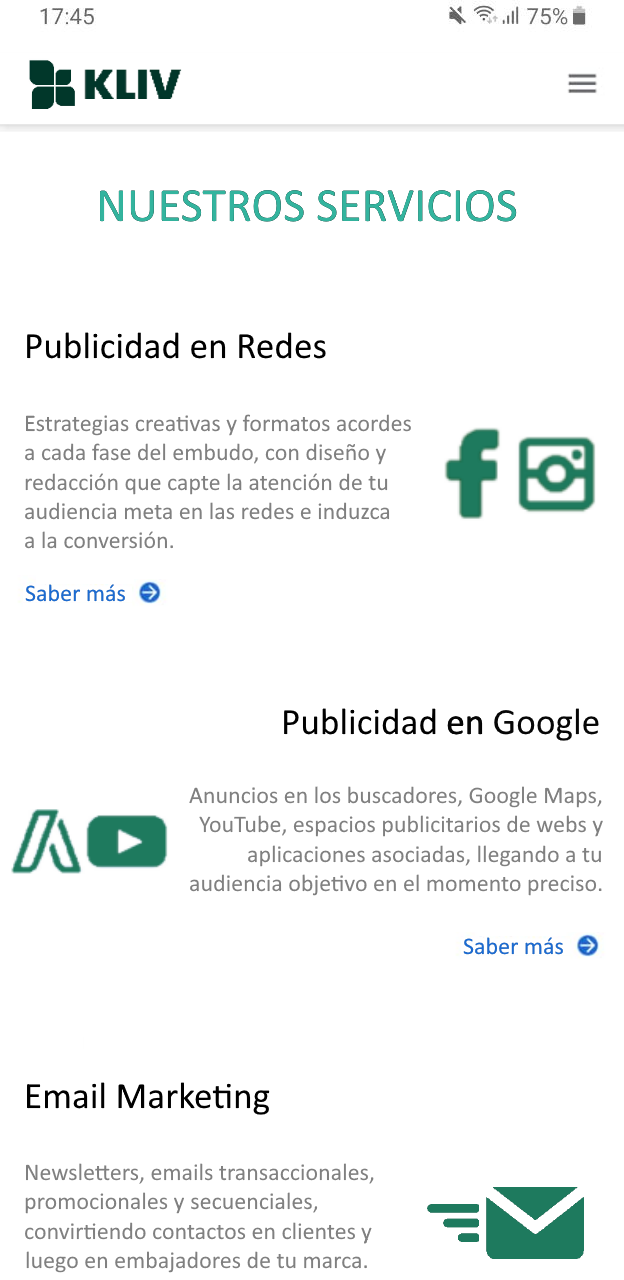 17:45
75%
KLIV
NUESTROS SERVICIOS
Publicidad en Redes
Estrategias creativas y formatos acordes
a cada fase del embudo, con diseño y
redacción que capte la atención de tu
audiencia meta en las redes e induzca
a la conversión.
Saber más
Publicidad en Google
Anuncios en los buscadores, Google Maps,
YouTube, espacios publicitarios de webs y
aplicaciones asociadas, llegando a tu
audiencia objetivo en el momento preciso.
Saber más
Email Marketing
Newsletters, emails transaccionales,
promocionales y secuenciales,
convirtiendo contactos en clientes y
luego en embajadores de tu marca.